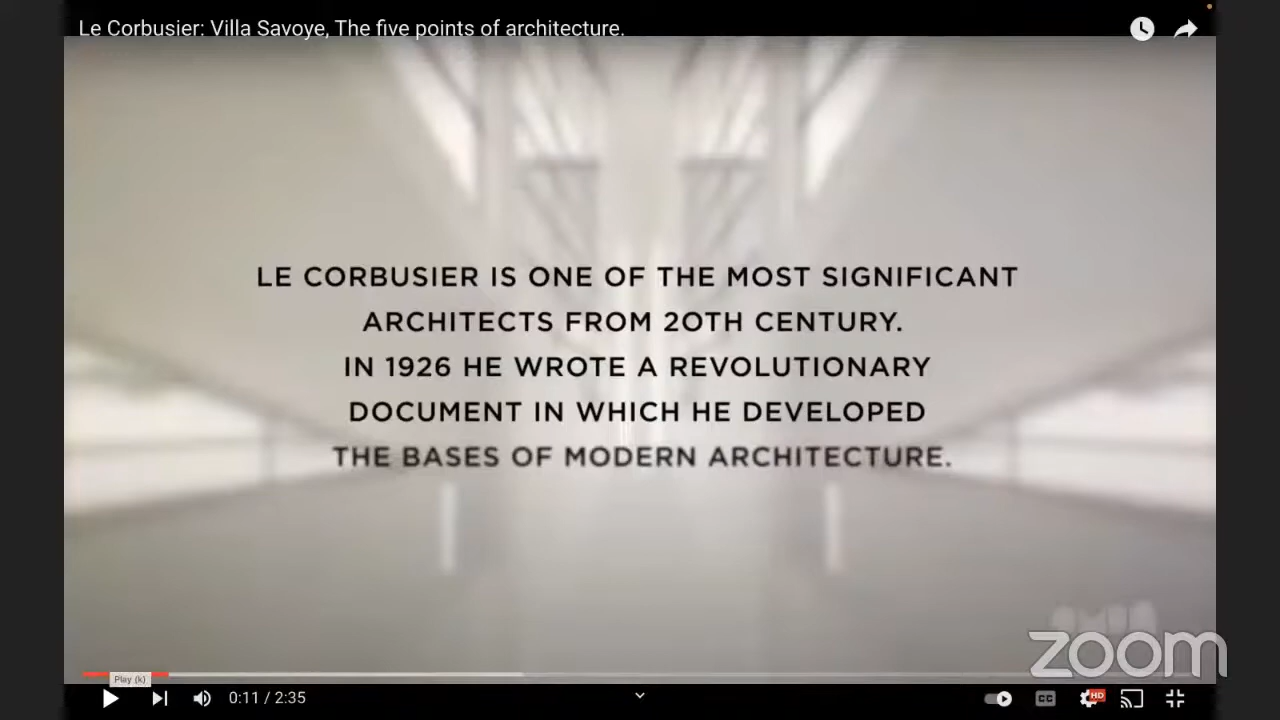 Le Corbusier: Villa Savoye, The five points of architecture.
LE CORBUSIER IS ONE OF THE MOST SIGNIFICANT
ARCHITECTS FROM 20TH CENTURY.
IN 1926 HE WROTE A REVOLUTIONARY
DOCUMENT IN WHICH HE DEVELOPED
THE BASES OF MODERN ARCHITECTURE.
zoom
Play (k)
0:11 / 2:35
CC
HD